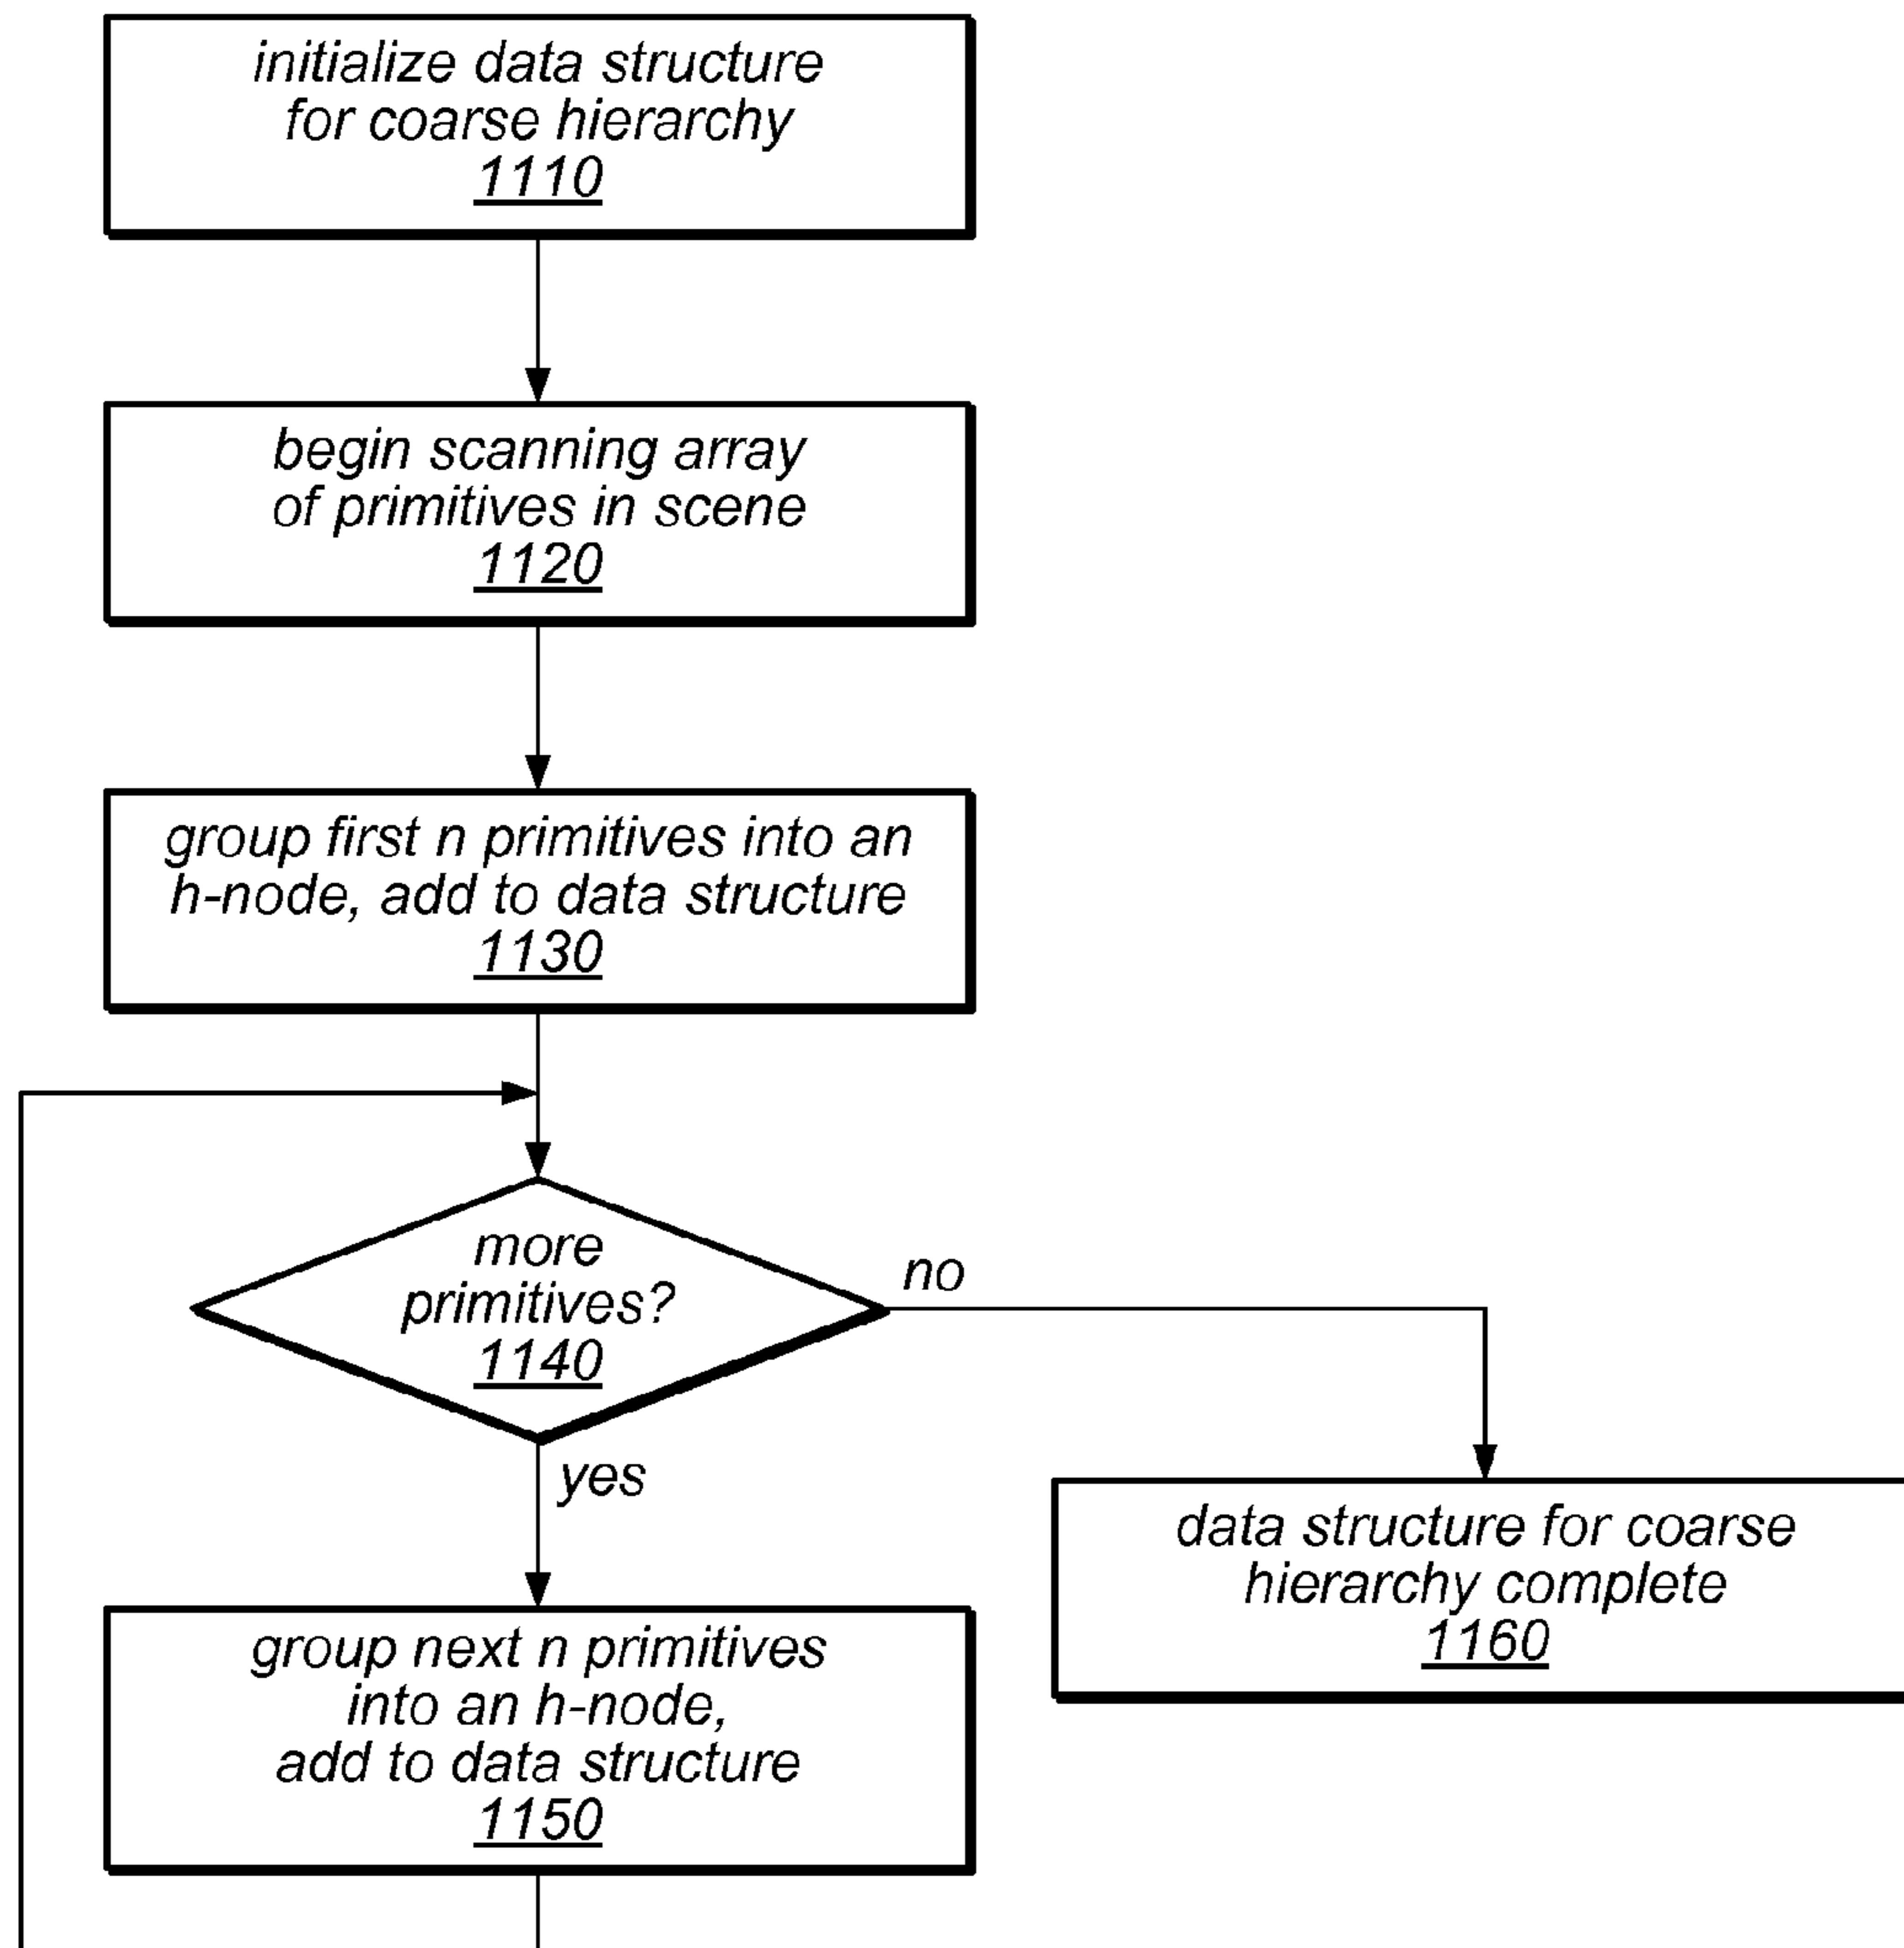 initialize data structure
for coarse hierarchy
1110
begin scanning array
of primitives in scene
1120
group first n primitives into an
h-node, add to data structure
1130
more
primitives?
1140
no
yes
data structure for coarse
hierarchy complete
1160
group next n primitives
into an h-node,
add to data structure
1150